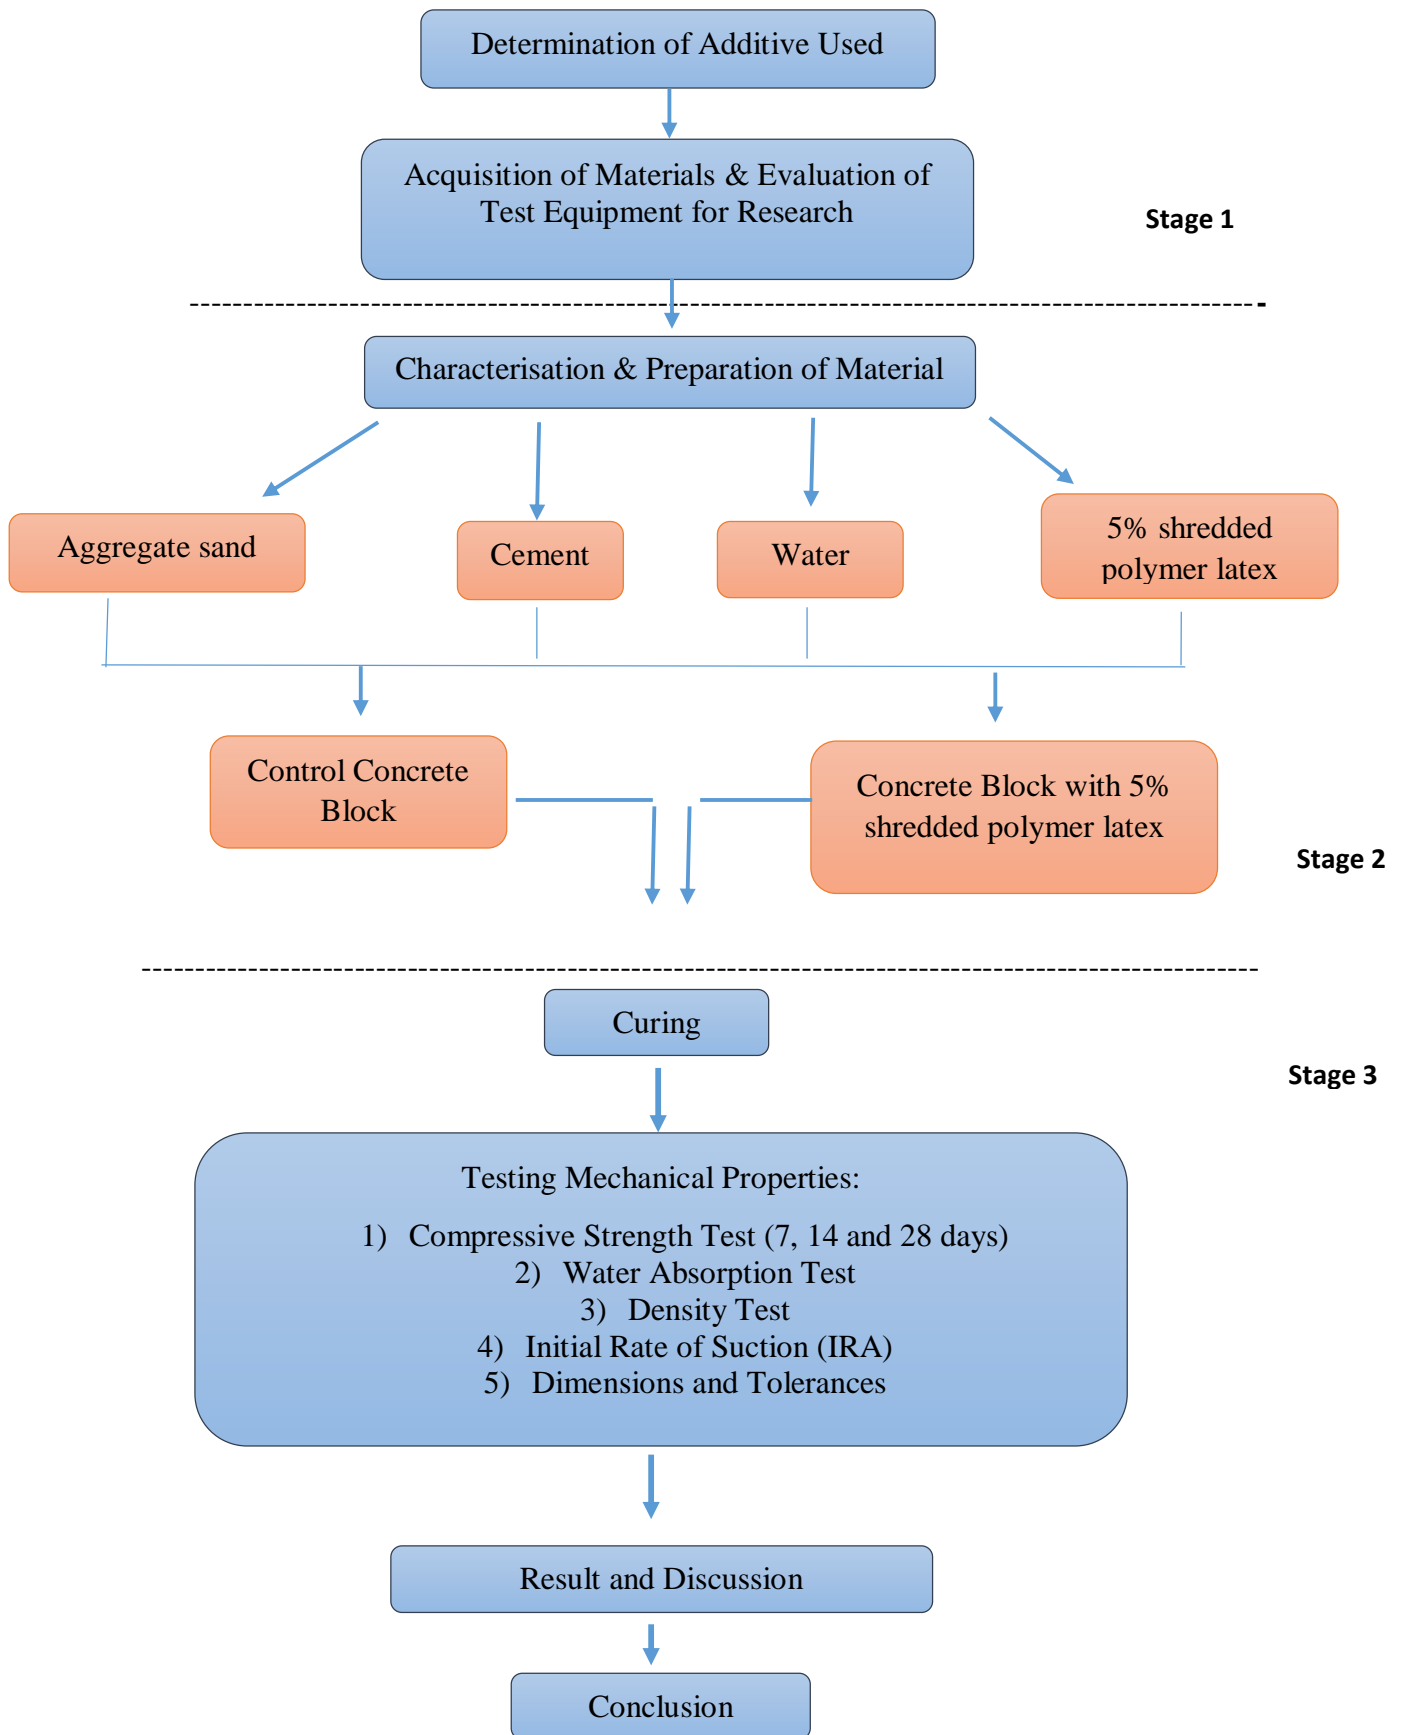 Determination of Additive Used
Acquisition of Materials & Evaluation of
Test Equipment for Research
Stage 1
Characterisation & Preparation of Material
Aggregate sand
Cement
Water
5% shredded
polymer latex
Control Concrete
Block
Concrete Block with 5%
shredded polymer latex
Stage 2
Curing
Stage 3
Testing Mechanical Properties:
1) Compressive Strength Test (7, 14 and 28 days)
2) Water Absorption Test
3) Density Test
4) Initial Rate of Suction (IRA)
5) Dimensions and Tolerances
Result and Discussion
Conclusion